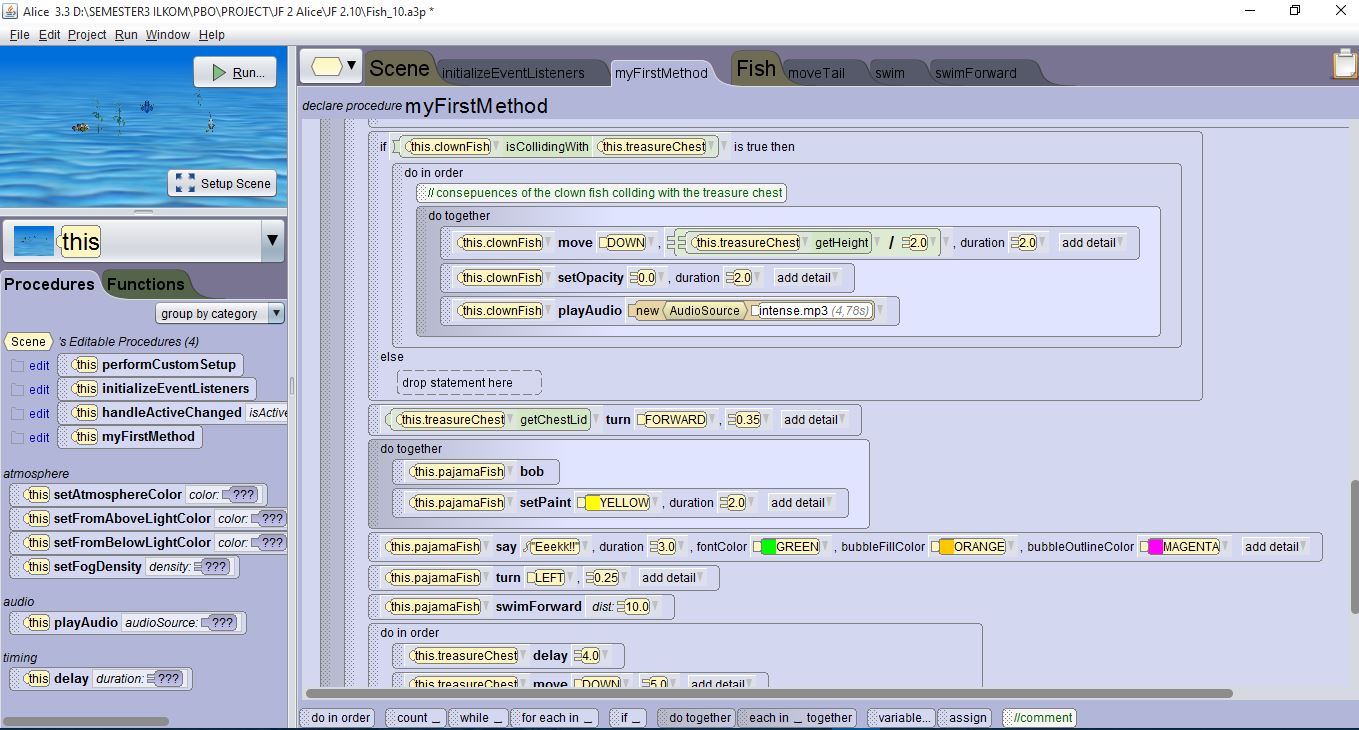 Alice 3.3 D:\SEMESTER3 ILKOM\PBO\PROJECT\JF 2 Alice\JF 2.10\Fish_10.a3p *
File Edit Project Run Window Help
Run...
Setup Scene
this
Procedures Functions
group by category
Scene 's Editable Procedures (4)
edit this performCustomSetup
edit this initializeEventListeners
edit this handleActiveChanged isActive
edit this myFirstMethod
atmosphere
this setAtmosphereColor color: ???
this setFromAboveLightColor color: ???
this setFromBelowLightColor color: ???
this setFogDensity density: ???
audio
this playAudio audioSource: ???
timing
this delay duration: ???
Scene initializeEventListeners myFirstMethod Fish moveTail swim swimForward
declare procedure myFirstMethod
if this.clownFish isCollidingWith this.treasureChest is true then
do in order
// consepuences of the clown fish collding with the treasure chest
do together
this.clownFish move DOWN , this.treasureChest getHeight / 2.0 , duration 2.0 add detail
this.clownFish setOpacity 0.0 , duration 2.0 add detail
this.clownFish playAudio new AudioSource intense.mp3 (4,78s)
else
drop statement here
this.treasureChest getChestLid turn FORWARD , 0.35 add detail
do together
this.pajamaFish bob
this.pajamaFish setPaint YELLOW , duration 2.0 add detail
this.pajamaFish say "Eeekk!!" , duration 3.0 , fontColor GREEN , bubbleFillColor ORANGE , bubbleOutlineColor MAGENTA add detail
this.pajamaFish turn LEFT , 0.25 add detail
this.pajamaFish swimForward dist: 10.0
do in order
this.treasureChest delay 4.0
this.treasureChest move DOWN , 5.0 add detail
do in order count _ while _ for each in _ if _ do together each in _ together variable... assign //comment